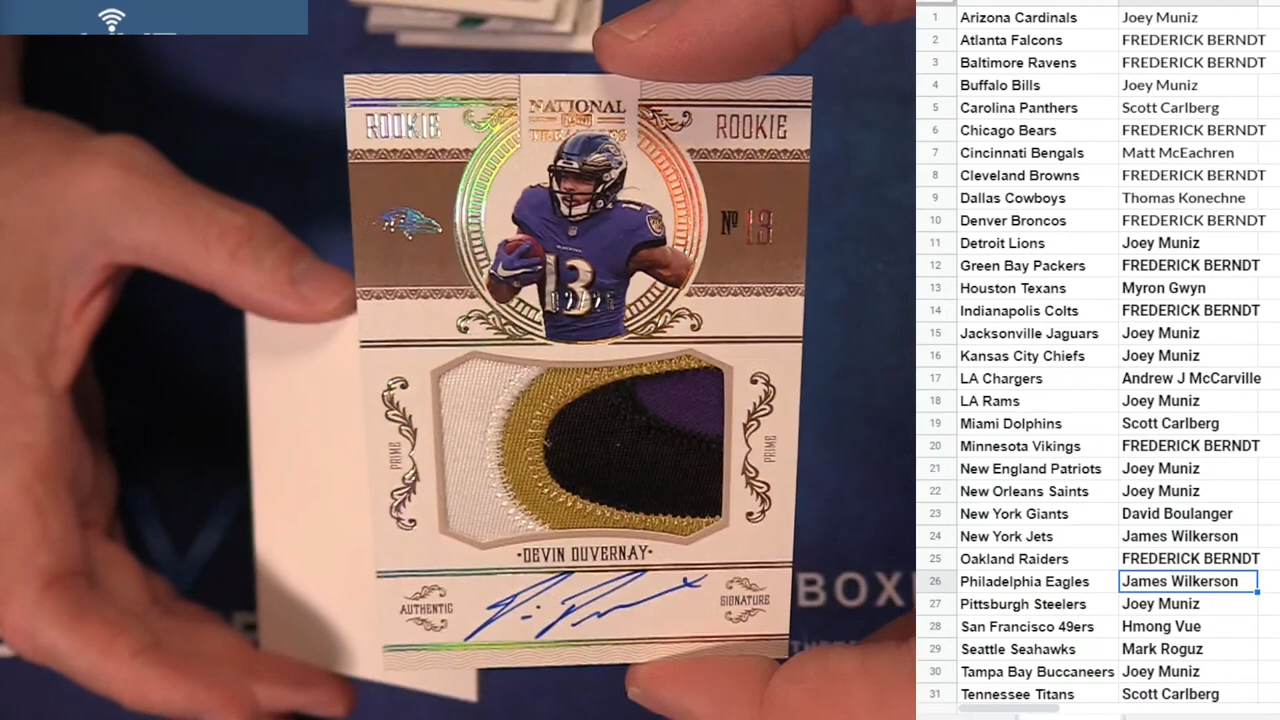 NATIONAL
TREASURES
ROOKIE
ROOKIE
Nº 13
13
PRIME
PRIME
-DEVIN DUVERNAY-
AUTHENTIC
SIGNATURE
BOX
1 Arizona Cardinals Joey Muniz
2 Atlanta Falcons FREDERICK BERNDT
3 Baltimore Ravens FREDERICK BERNDT
4 Buffalo Bills Joey Muniz
5 Carolina Panthers Scott Carlberg
6 Chicago Bears FREDERICK BERNDT
7 Cincinnati Bengals Matt McEachren
8 Cleveland Browns FREDERICK BERNDT
9 Dallas Cowboys Thomas Konechne
10 Denver Broncos FREDERICK BERNDT
11 Detroit Lions Joey Muniz
12 Green Bay Packers FREDERICK BERNDT
13 Houston Texans Myron Gwyn
14 Indianapolis Colts FREDERICK BERNDT
15 Jacksonville Jaguars Joey Muniz
16 Kansas City Chiefs Joey Muniz
17 LA Chargers Andrew J McCarville
18 LA Rams Joey Muniz
19 Miami Dolphins Scott Carlberg
20 Minnesota Vikings FREDERICK BERNDT
21 New England Patriots Joey Muniz
22 New Orleans Saints Joey Muniz
23 New York Giants David Boulanger
24 New York Jets James Wilkerson
25 Oakland Raiders FREDERICK BERNDT
26 Philadelphia Eagles James Wilkerson
27 Pittsburgh Steelers Joey Muniz
28 San Francisco 49ers Hmong Vue
29 Seattle Seahawks Mark Roguz
30 Tampa Bay Buccaneers Joey Muniz
31 Tennessee Titans Scott Carlberg